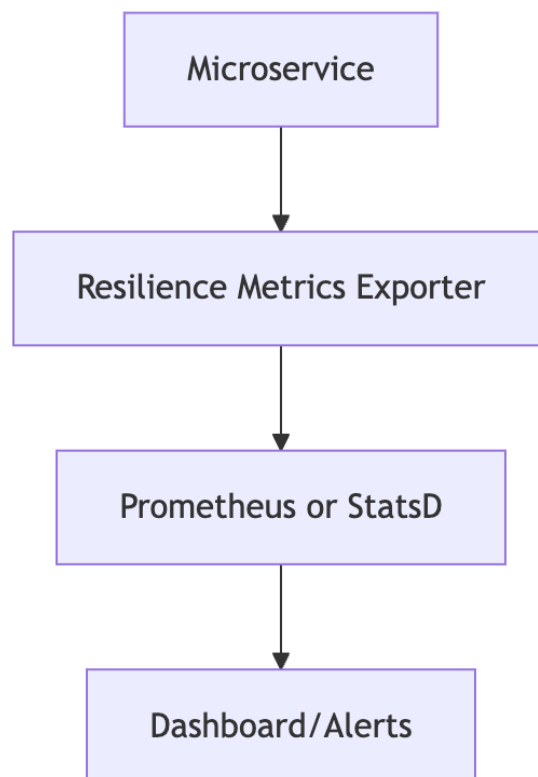 Microservice
Resilience Metrics Exporter
Prometheus or StatsD
Dashboard/Alerts